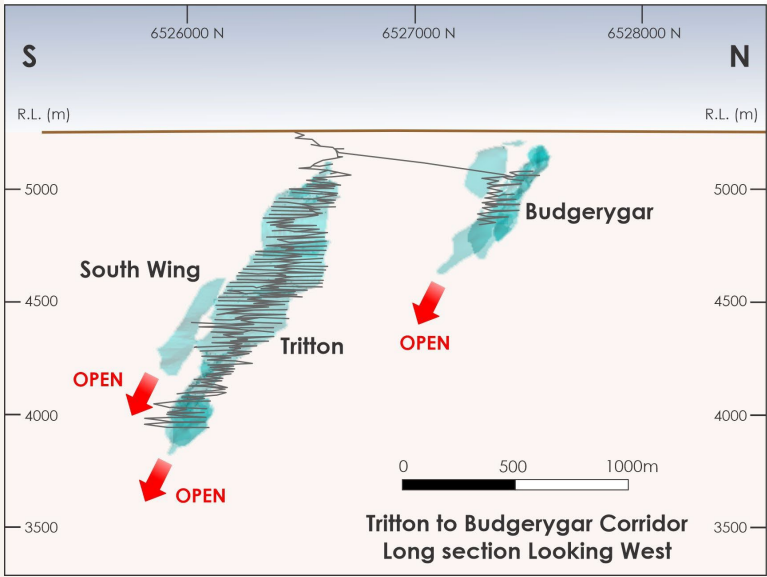 6526000 N 6527000 N 6528000 N
S N
R.L. (m) R.L. (m)
5000 5000
Budgerygar
South Wing
4500 4500
OPEN
Tritton
OPEN
4000 4000
0 500 1000m
OPEN
3500 3500
Tritton to Budgerygar Corridor
Long section Looking West